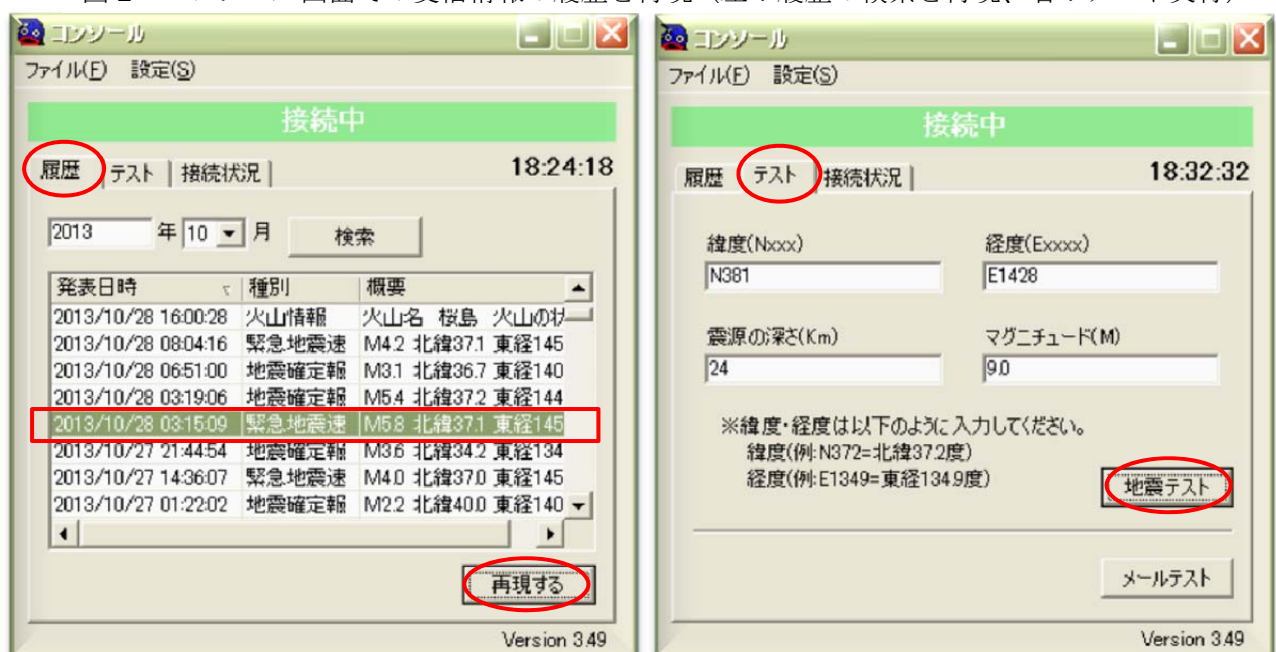 コンソール
ファイル(F) 設定(S)
接続中
履歴 テスト 接続状況 18:24:18
2013 年 10 月 検索
発表日時 種別 概要
2013/10/28 16:00:28 火山情報 火山名 桜島 火山の状
2013/10/28 08:04:16 緊急地震速 M4.2 北緯37.1 東経145
2013/10/28 06:51:00 地震確定報 M3.1 北緯36.7 東経140
2013/10/28 03:19:06 地震確定報 M5.4 北緯37.2 東経144
2013/10/28 03:15:09 緊急地震速 M5.8 北緯37.1 東経145
2013/10/27 21:44:54 地震確定報 M3.6 北緯34.2 東経134
2013/10/27 14:36:07 緊急地震速 M4.0 北緯37.0 東経145
2013/10/27 01:22:02 地震確定報 M2.2 北緯40.0 東経140
再現する
Version 3.49
コンソール
ファイル(F) 設定(S)
接続中
履歴 テスト 接続状況 18:32:32
緯度(Nxxx) 経度(Exxxx)
N381 E1428
震源の深さ(Km) マグニチュード(M)
24 9.0
※緯度・経度は以下のように入力してください。
緯度(例:N372=北緯37.2度)
経度(例:E1349=東経134.9度)
地震テスト
メールテスト
Version 3.49